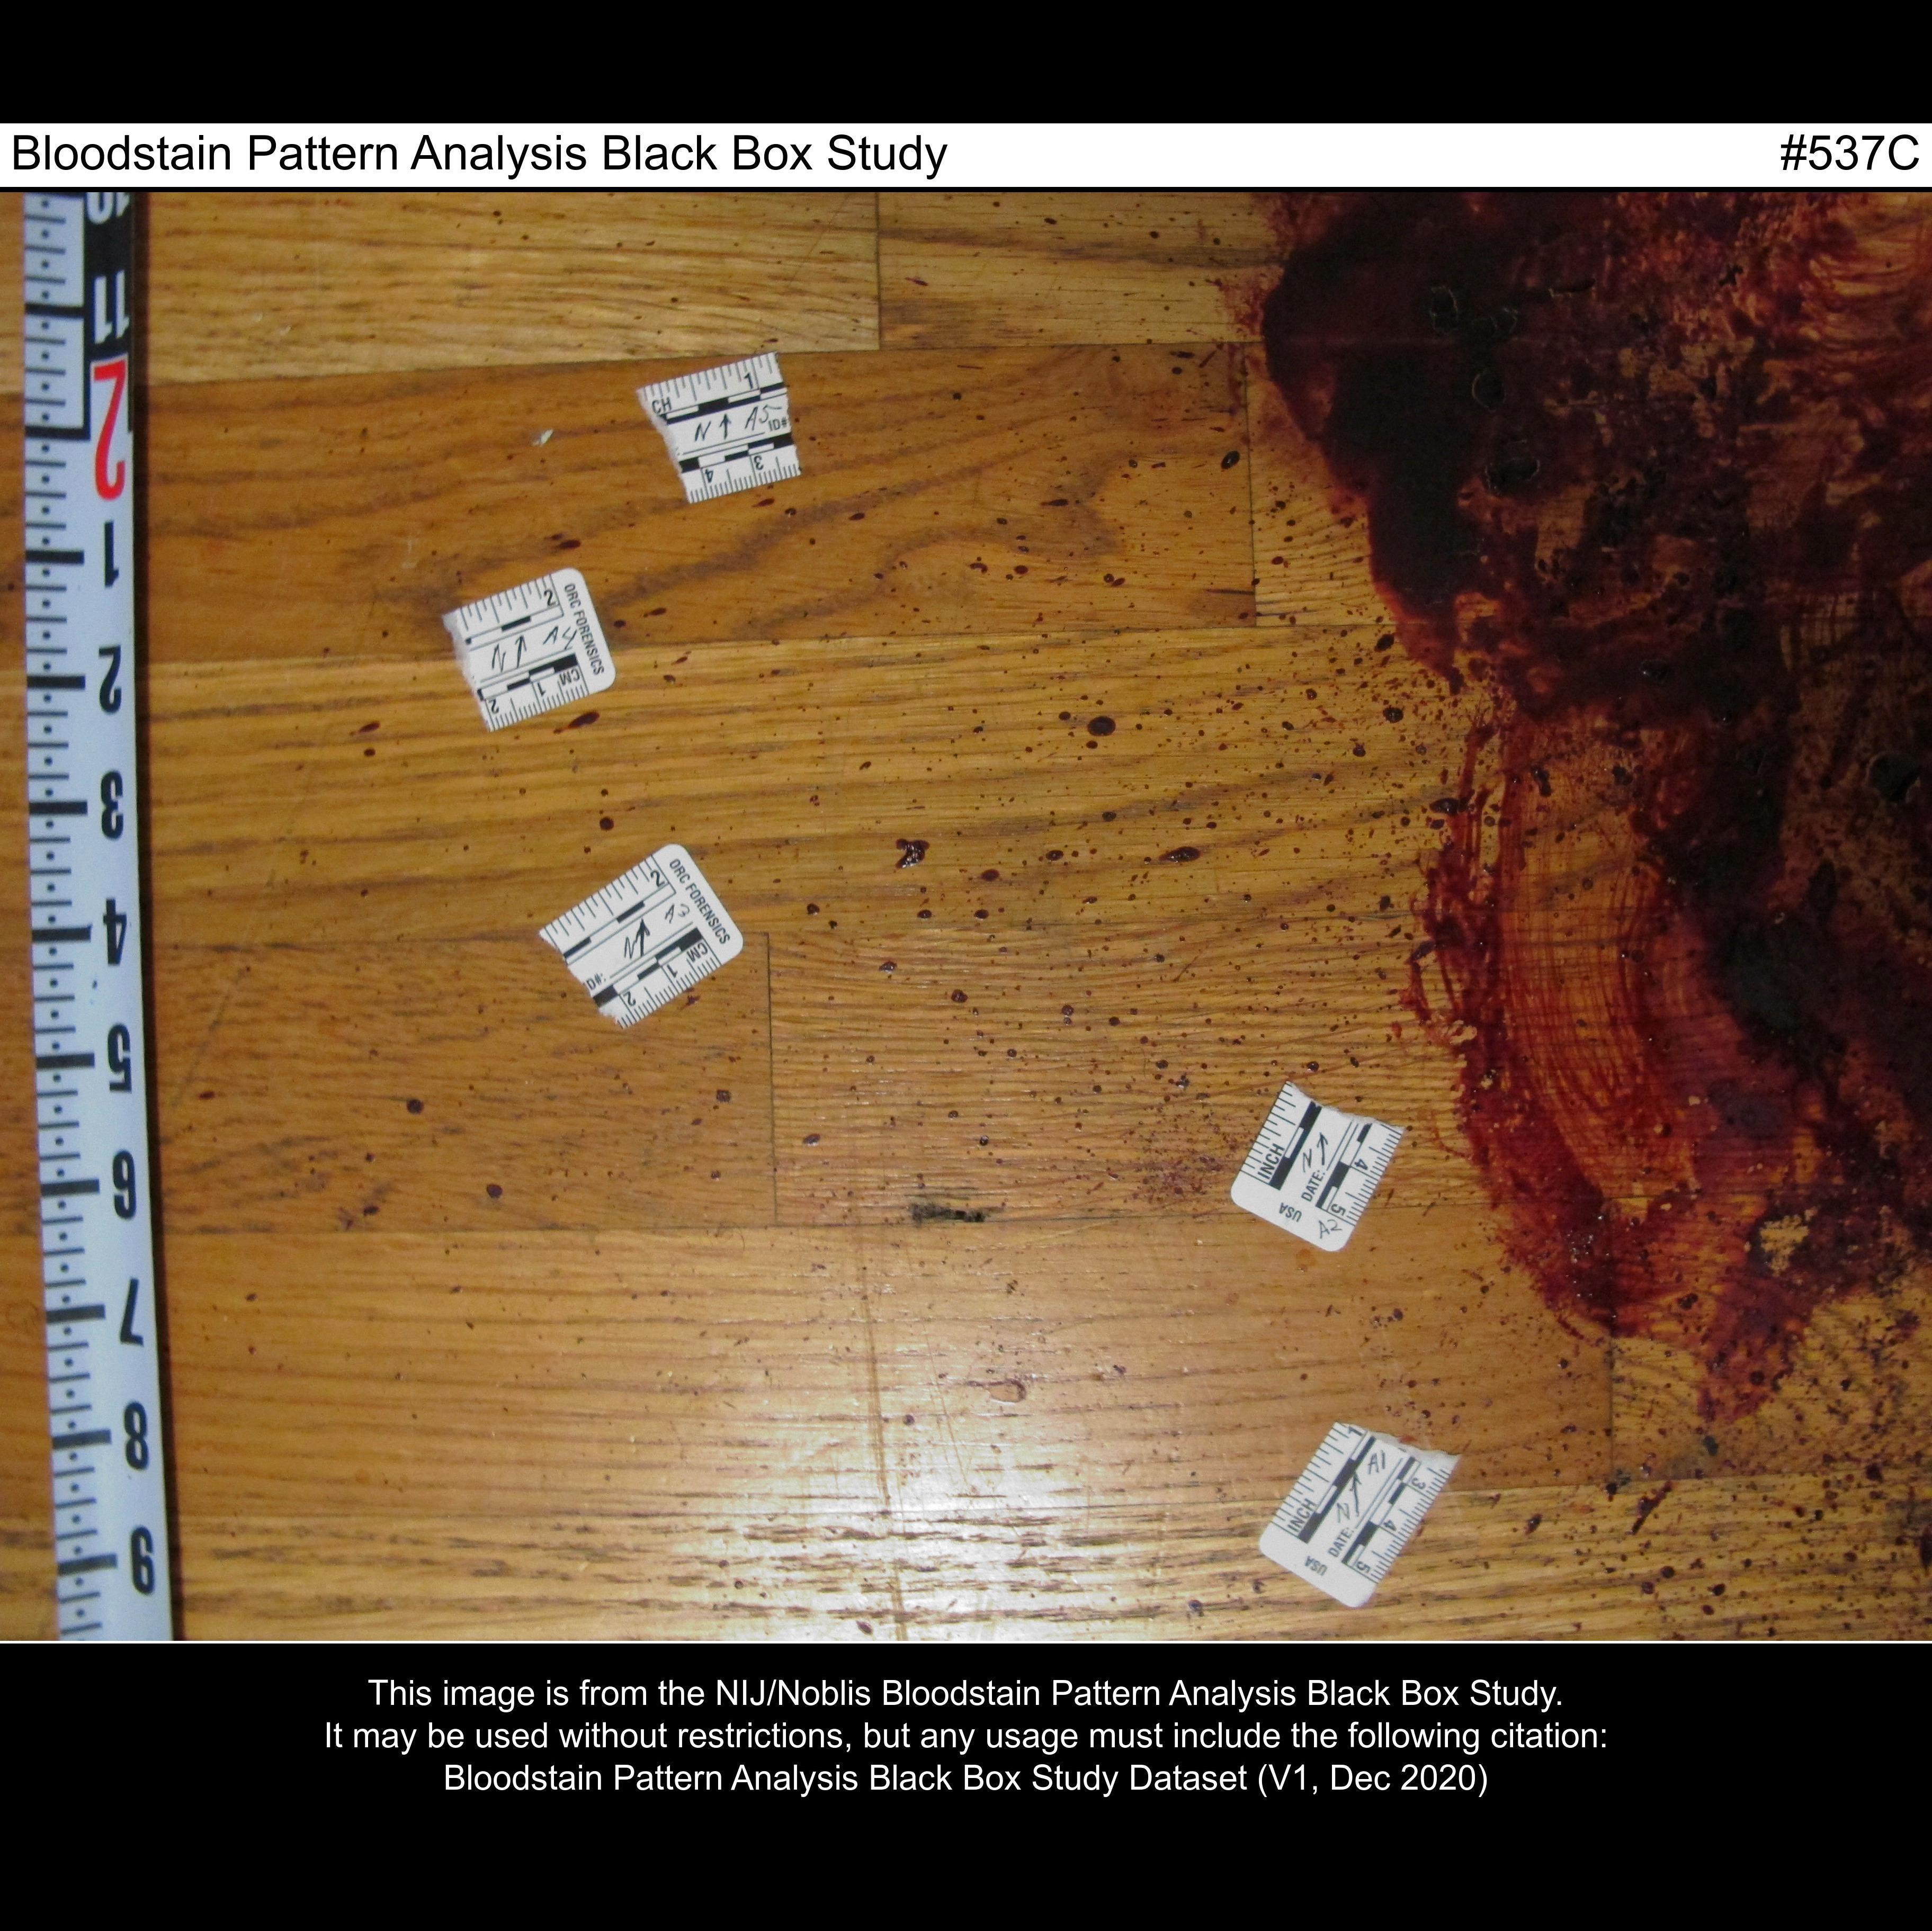 Bloodstain Pattern Analysis Black Box Study
#537C
10
11
2
1
2
3
4
5
6
7
8
9
CH
1
N↑ A5
ID#
4
3
2
ORC FORENSICS
N↑ A4
CM
1
2
2
ORC FORENSICS
A3
N↑
CM
ID#:
1
2
INCH
N↑
DATE:
4
5
USA
A2
1
A1
INCH
N↑
DATE:
3
4
5
USA
This image is from the NIJ/Noblis Bloodstain Pattern Analysis Black Box Study.
It may be used without restrictions, but any usage must include the following citation:
Bloodstain Pattern Analysis Black Box Study Dataset (V1, Dec 2020)